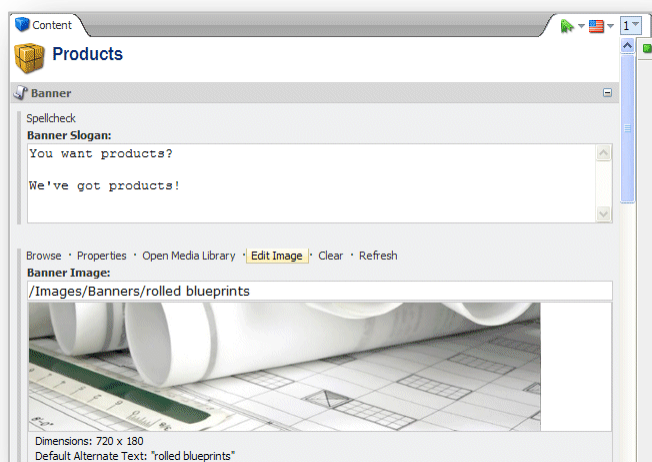 Content
1
Products
Banner
Spellcheck
Banner Slogan:
You want products?
We've got products!
Browse · Properties · Open Media Library · Edit Image · Clear · Refresh
Banner Image:
/Images/Banners/rolled blueprints
Dimensions: 720 x 180
Default Alternate Text: "rolled blueprints"